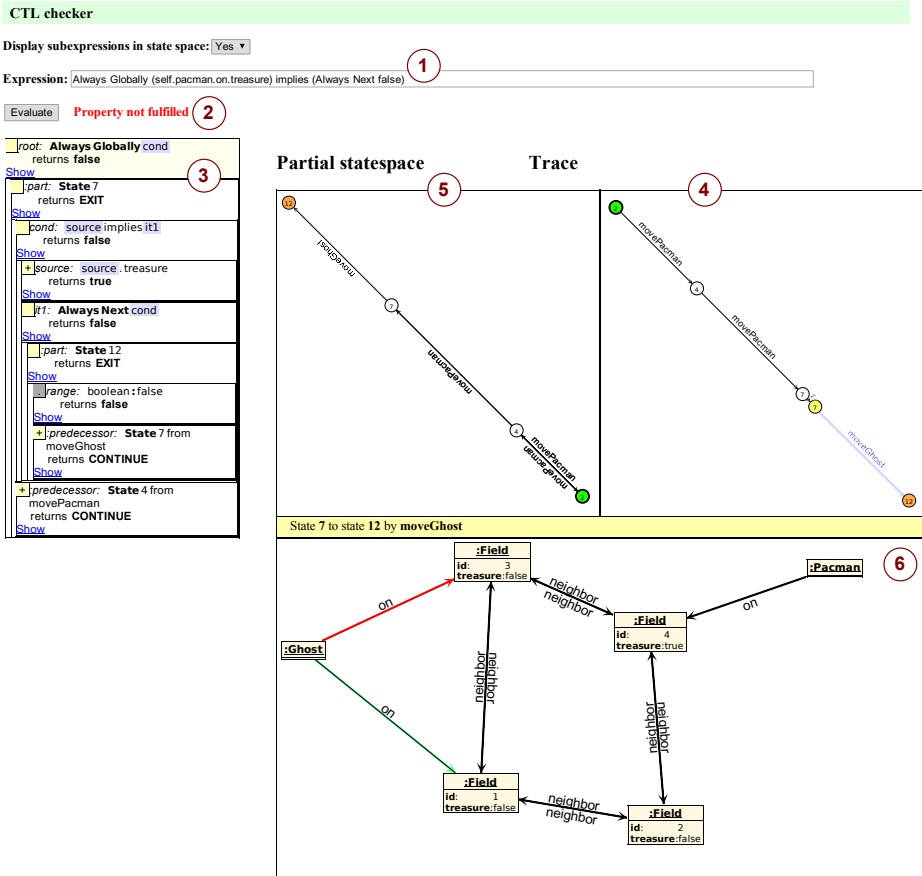 CTL checker
Display subexpressions in state space: Yes ▼
1
Expression: Always Globally (self.pacman.on.treasure) implies (Always Next false)
Evaluate Property not fulfilled 2
root: Always Globally cond
returns false
Show
3
:part: State 7
returns EXIT
Show
cond: source implies it1
returns false
Show
+ source: source . treasure
returns true
Show
it1: Always Next cond
returns false
Show
:part: State 12
returns EXIT
Show
. range: boolean:false
returns false
Show
+ :predecessor: State 7 from
moveGhost
returns CONTINUE
Show
+ :predecessor: State 4 from
movePacman
returns CONTINUE
Show
Partial statespace
5
12
moveGhost
7
movePacman
movePacman
4
movePacman
movePacman
2
Trace
4
2
movePacman
4
movePacman
7
7
moveGhost
12
State 7 to state 12 by moveGhost
6
:Field
id: 3
treasure:false
:Pacman
on
neighbor
neighbor
on
:Field
id: 4
treasure:true
:Ghost
neighbor
neighbor
on
neighbor
neighbor
:Field
id: 1
treasure:false
neighbor
neighbor
:Field
id: 2
treasure:false